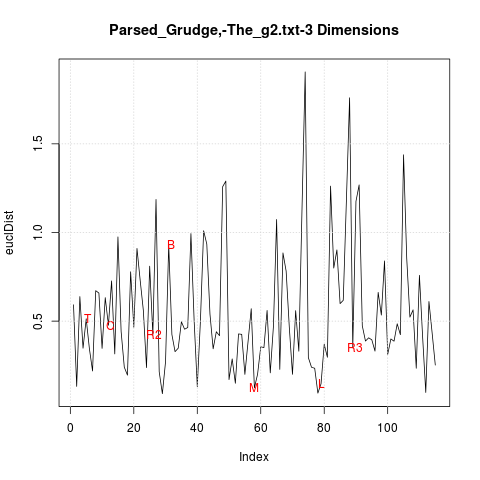 Parsed_Grudge,-The_g2.txt-3 Dimensions
euclDist
1.5
1.0
0.5
B
T
C
R2
R3
M
L
0 20 40 60 80 100
Index